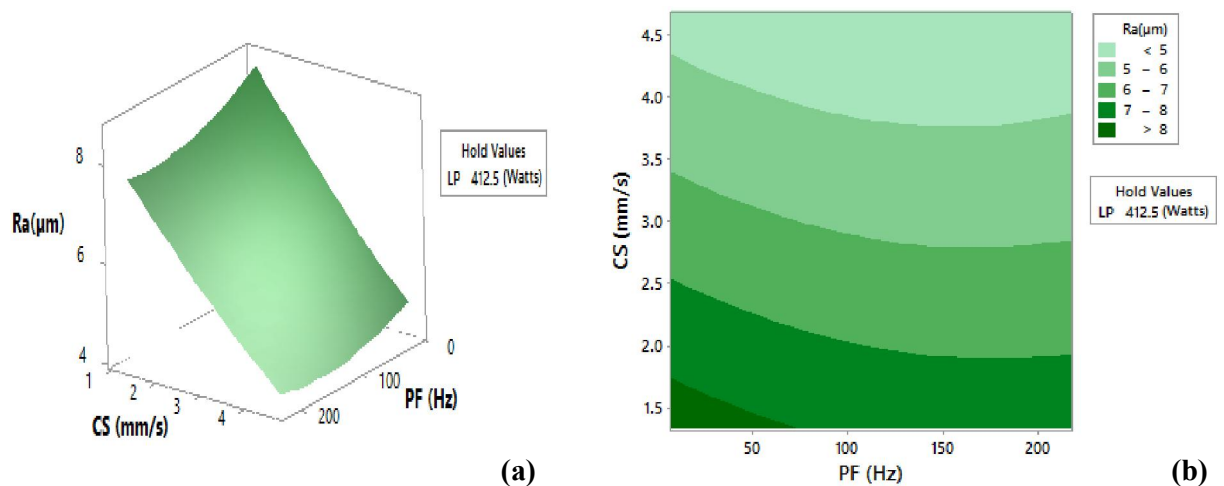 8
6
4
Ra(μm)
1
2
3
4
CS (mm/s)
200
100
0
PF (Hz)
Hold Values
LP 412.5 (Watts)
(a)
4.5
4.0
3.5
3.0
2.5
2.0
1.5
CS (mm/s)
50
100
150
200
PF (Hz)
Ra(μm)
< 5
5 – 6
6 – 7
7 – 8
> 8
Hold Values
LP 412.5 (Watts)
(b)